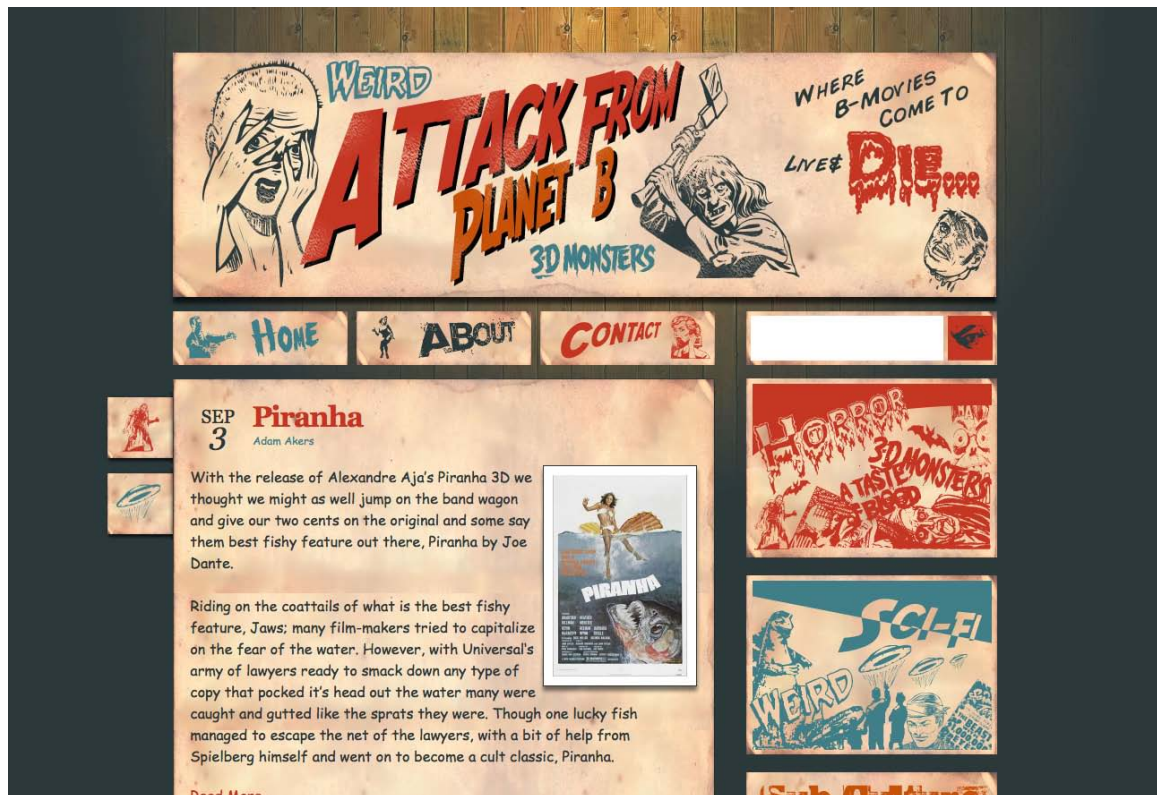 WEIRD
ATTACK FROM
PLANET B
3D MONSTERS
WHERE
B-MOVIES
COME TO
LIVE &
DIE...
HOME
ABOUT
CONTACT
SEP
3
Piranha
Adam Akers
With the release of Alexandre Aja's Piranha 3D we
thought we might as well jump on the band wagon
and give our two cents on the original and some say
them best fishy feature out there, Piranha by Joe
Dante.
Riding on the coattails of what is the best fishy
feature, Jaws; many film-makers tried to capitalize
on the fear of the water. However, with Universal's
army of lawyers ready to smack down any type of
copy that pocked it's head out the water many were
caught and gutted like the sprats they were. Though one lucky fish
managed to escape the net of the lawyers, with a bit of help from
Spielberg himself and went on to become a cult classic, Piranha.
Read More
PIRANHA
HORROR
3D MONSTERS
A TASTE
OF BLOOD
SCI-FI
WEIRD
Sub Culture